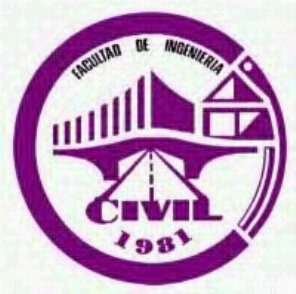 FACULTAD DE INGENIERIA
CIVIL
1981